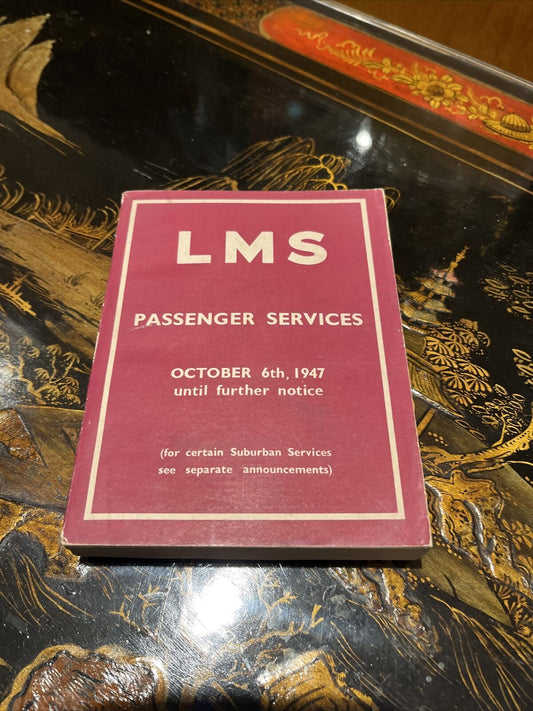 LMS
PASSENGER SERVICES
OCTOBER 6th, 1947
until further notice
(for certain Suburban Services
see separate announcements)